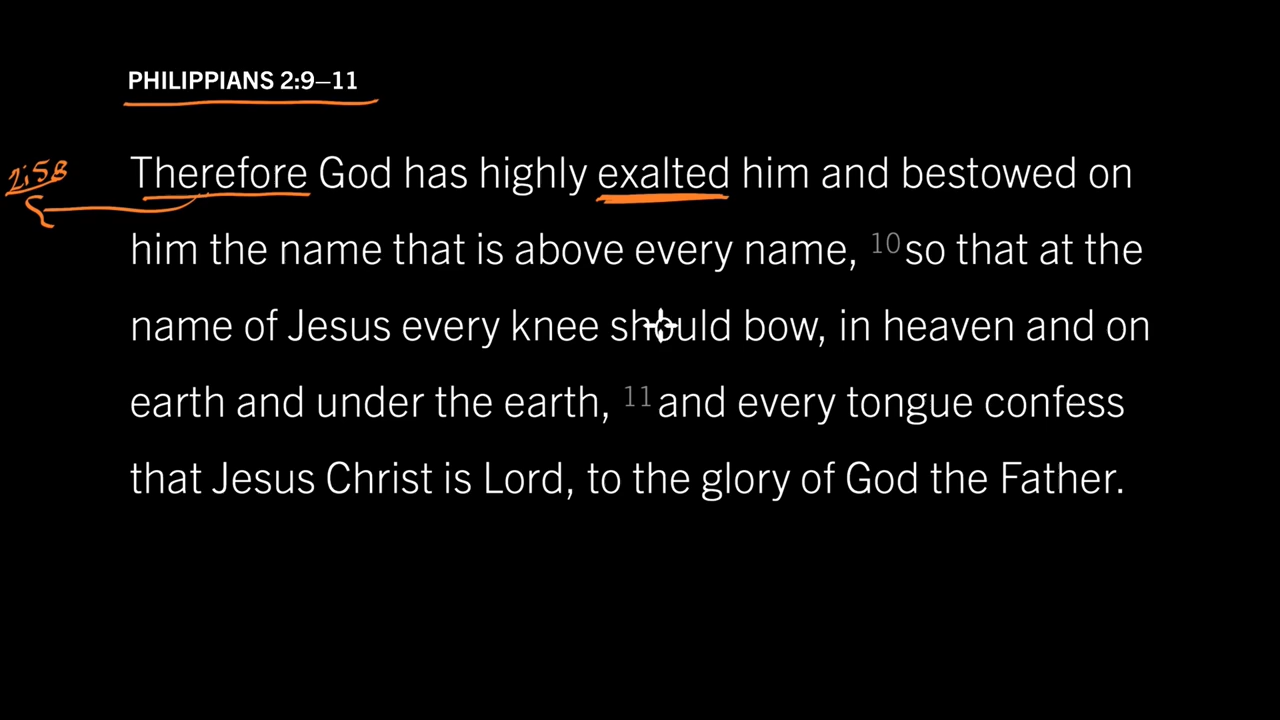 PHILIPPIANS 2:9–11
2:5B
Therefore God has highly exalted him and bestowed on
him the name that is above every name, 10 so that at the
name of Jesus every knee should bow, in heaven and on
earth and under the earth, 11 and every tongue confess
that Jesus Christ is Lord, to the glory of God the Father.